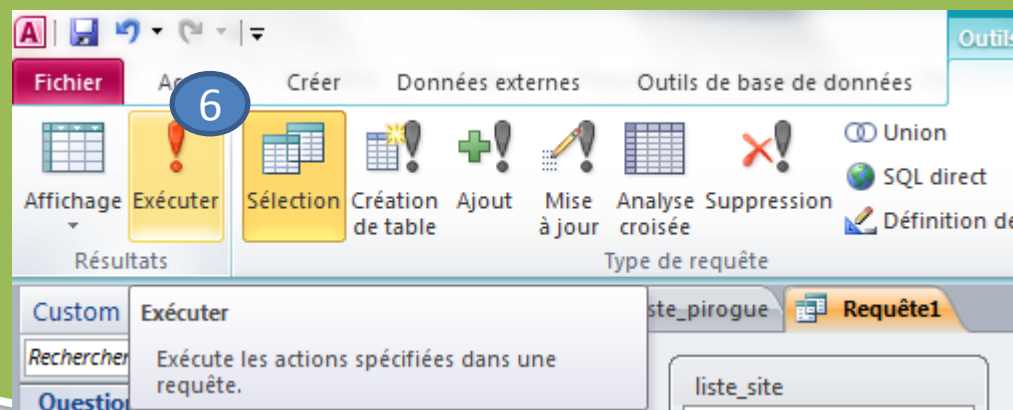 A
Outils
Fichier
6
Créer
Données externes
Outils de base de données
Affichage
Exécuter
Sélection
Création
de table
Ajout
Mise
à jour
Analyse
croisée
Suppression
Union
SQL direct
Définition de
Résultats
Type de requête
Custom
Exécuter
Exécute les actions spécifiées dans une
requête.
Rechercher
ste_pirogue
Requête1
liste_site